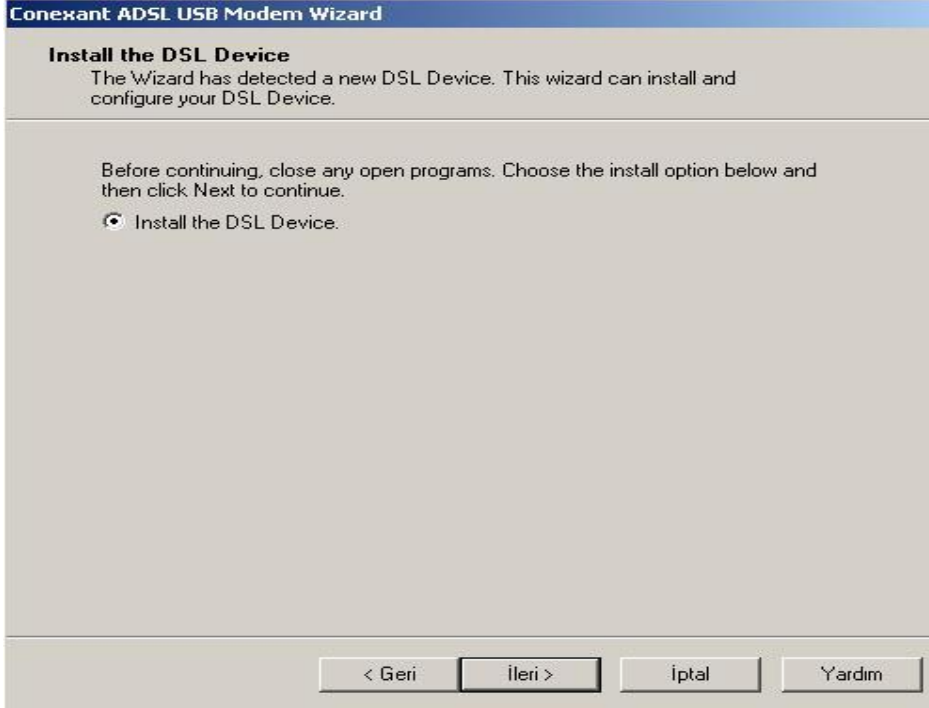 Conexant ADSL USB Modem Wizard
Install the DSL Device
The Wizard has detected a new DSL Device. This wizard can install and
configure your DSL Device.
Before continuing, close any open programs. Choose the install option below and
then click Next to continue.
Install the DSL Device.
< Geri İleri > İptal Yardım